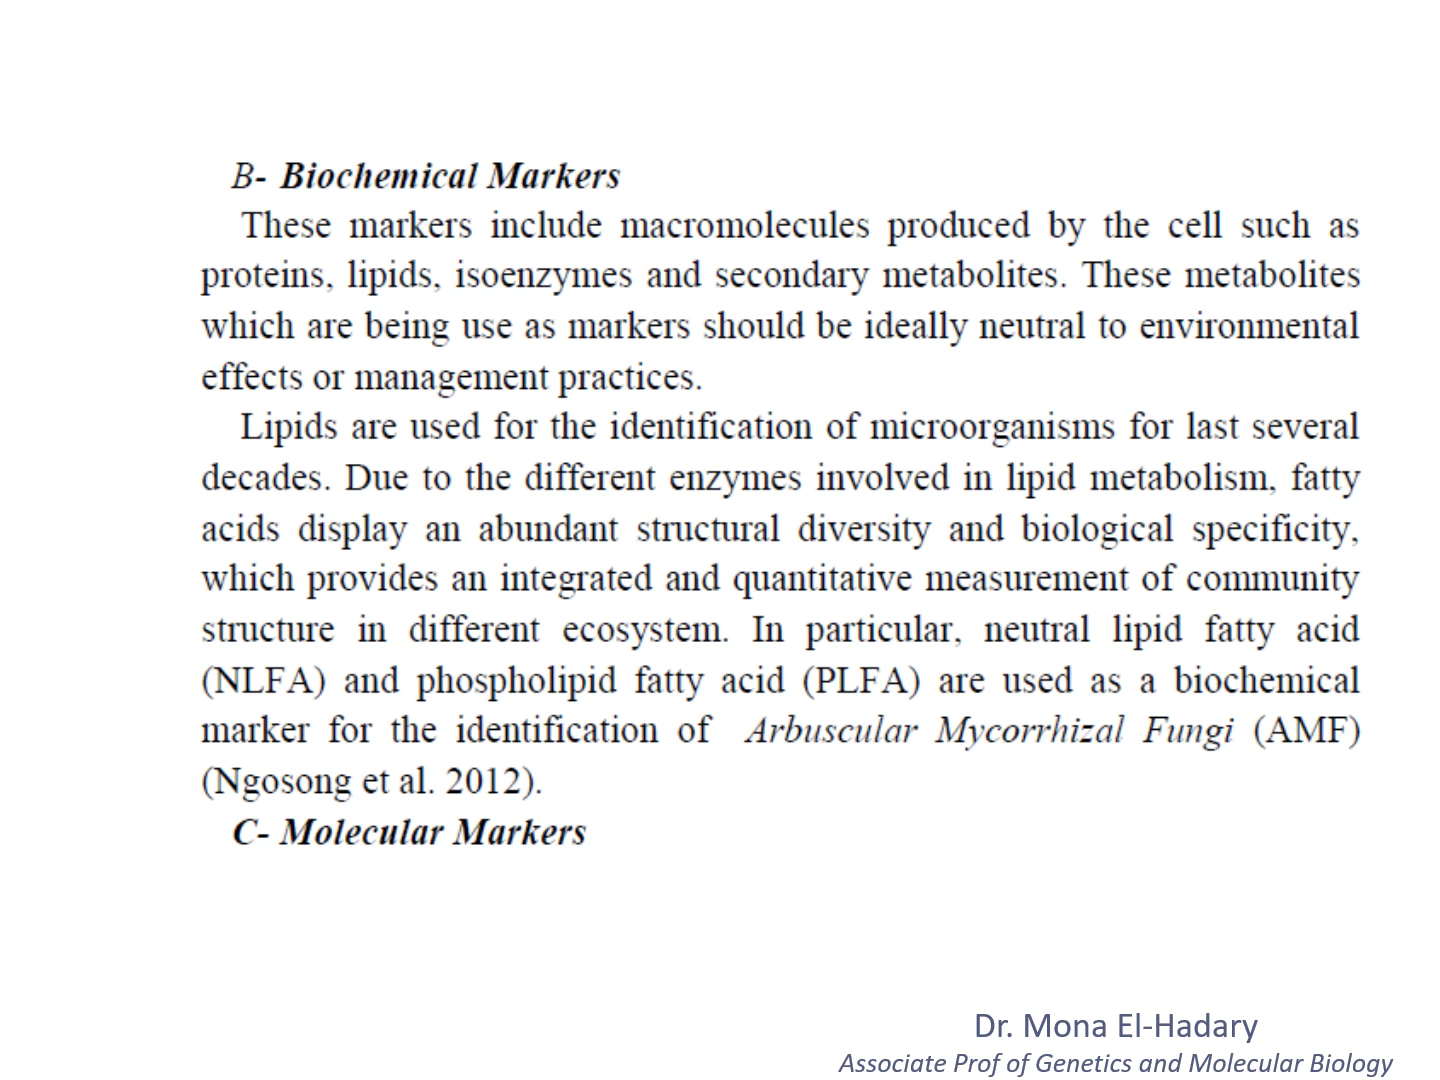 B- Biochemical Markers
These markers include macromolecules produced by the cell such as
proteins, lipids, isoenzymes and secondary metabolites. These metabolites
which are being use as markers should be ideally neutral to environmental
effects or management practices.
Lipids are used for the identification of microorganisms for last several
decades. Due to the different enzymes involved in lipid metabolism, fatty
acids display an abundant structural diversity and biological specificity,
which provides an integrated and quantitative measurement of community
structure in different ecosystem. In particular, neutral lipid fatty acid
(NLFA) and phospholipid fatty acid (PLFA) are used as a biochemical
marker for the identification of Arbuscular Mycorrhizal Fungi (AMF)
(Ngosong et al. 2012).
C- Molecular Markers
Dr. Mona El-Hadary
Associate Prof of Genetics and Molecular Biology